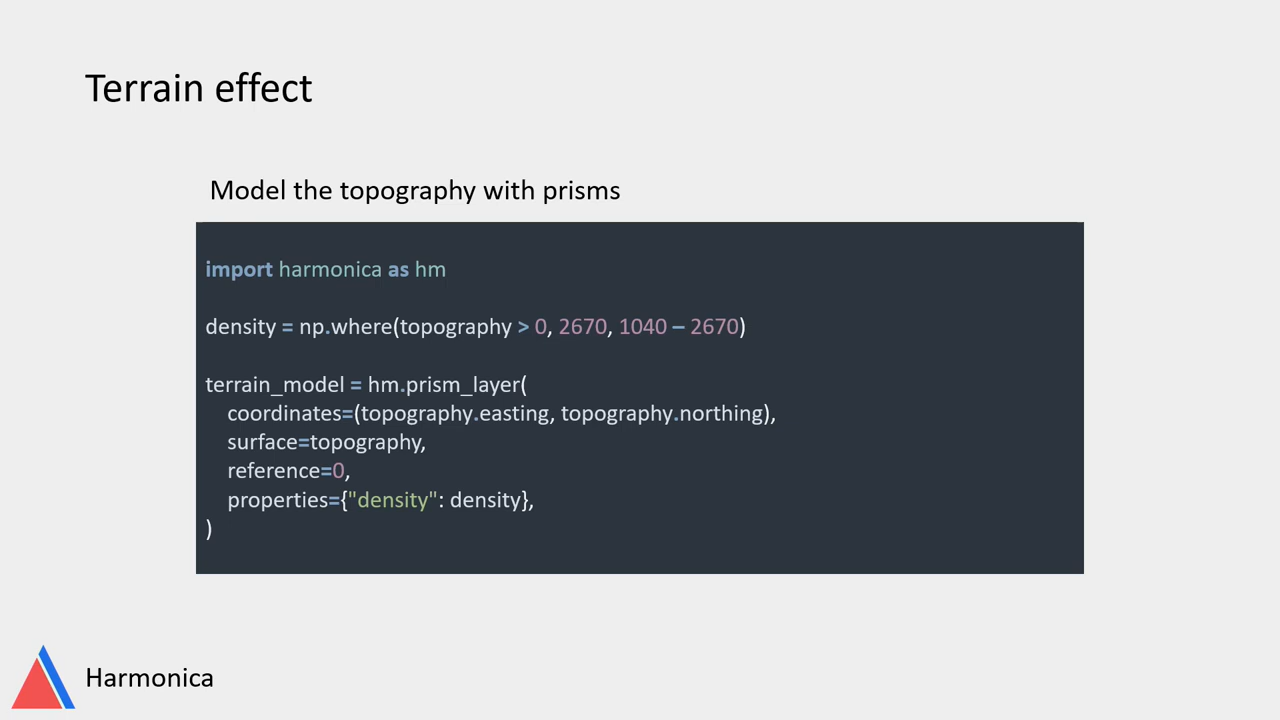 Terrain effect
Model the topography with prisms
import harmonica as hm
density = np.where(topography > 0, 2670, 1040 – 2670)
terrain_model = hm.prism_layer(
    coordinates=(topography.easting, topography.northing),
    surface=topography,
    reference=0,
    properties={"density": density},
)
Harmonica